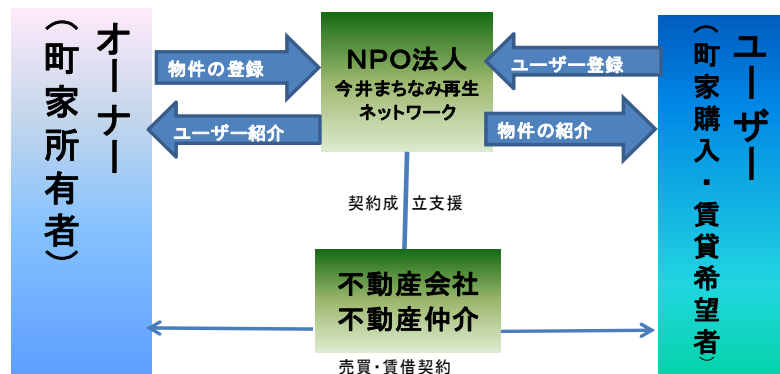 オーナー
（町家所有者）
物件の登録
ユーザー紹介
NPO法人
今井まちなみ再生
ネットワーク
ユーザー登録
物件の紹介
ユーザー
（町家購入・賃貸希望者）
契約成立支援
不動産会社
不動産仲介
売買・賃借契約